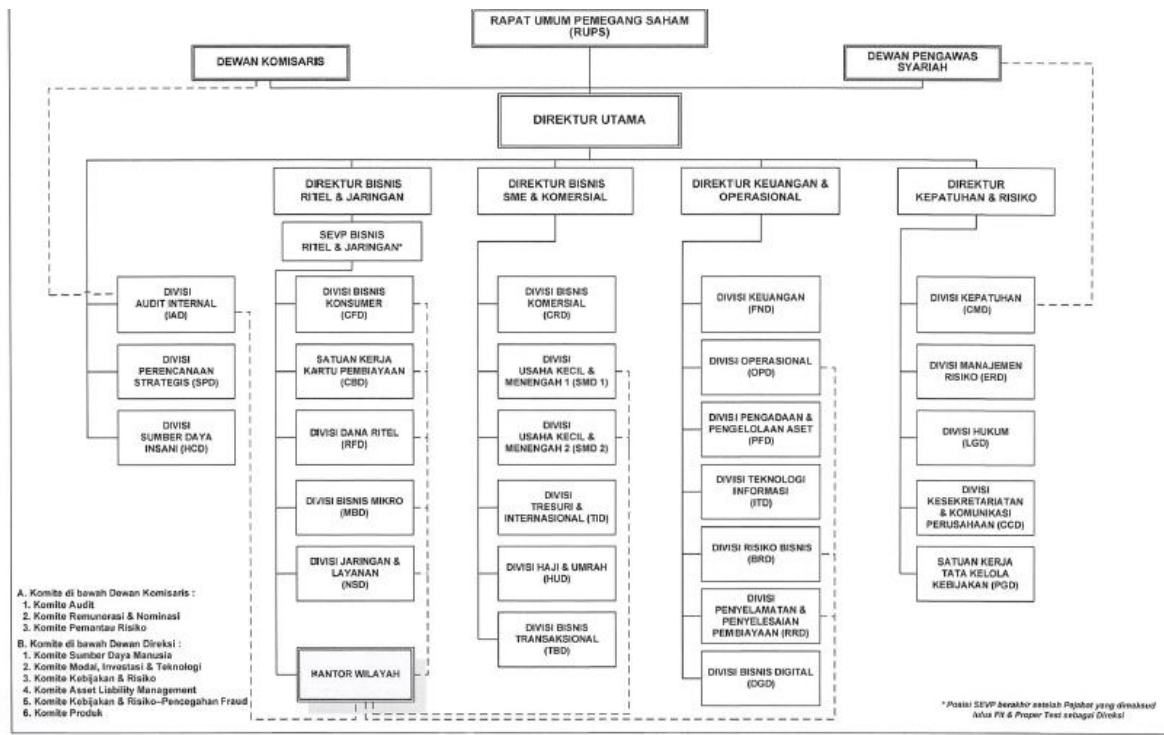 RAPAT UMUM PEMEGANG SAHAM
(RUPS)
DEWAN KOMISARIS
DEWAN PENGAWAS
SYARIAH
DIREKTUR UTAMA
DIREKTUR BISNIS
RITEL & JARINGAN
DIREKTUR BISNIS
SME & KOMERSIAL
DIREKTUR KEUANGAN &
OPERASIONAL
DIREKTUR
KEPATUHAN & RISIKO
SEVP BISNIS
RITEL & JARINGAN*
DIVISI
AUDIT INTERNAL
(IAD)
DIVISI
PERENCANAAN
STRATEGIS (SPD)
DIVISI
SUMBER DAYA
INSANI (HCD)
DIVISI BISNIS
KONSUMER
(CFD)
SATUAN KERJA
KARTU PEMBIAYAAN
(CBD)
DIVISI DANA RITEL
(RFD)
DIVISI BISNIS MIKRO
(MBD)
DIVISI JARINGAN &
LAYANAN
(NSD)
KANTOR WILAYAH
DIVISI BISNIS
KOMERSIAL
(CRD)
DIVISI
USAHA KECIL &
MENENGAH 1 (SMD 1)
DIVISI
USAHA KECIL &
MENENGAH 2 (SMD 2)
DIVISI
TRESURI &
INTERNASIONAL (TID)
DIVISI HAJI & UMRAH
(HUD)
DIVISI BISNIS
TRANSAKSIONAL
(TBD)
DIVISI KEUANGAN
(FND)
DIVISI OPERASIONAL
(OPD)
DIVISI PENGADAAN &
PENGELOLAAN ASET
(PFD)
DIVISI TEKNOLOGI
INFORMASI
(ITD)
DIVISI RISIKO BISNIS
(BRD)
DIVISI
PENYELAMATAN &
PENYELESAIAN
PEMBIAYAAN (RRD)
DIVISI BISNIS DIGITAL
(DGD)
DIVISI KEPATUHAN
(CMD)
DIVISI MANAJEMEN
RISIKO (ERD)
DIVISI HUKUM
(LGD)
DIVISI
KESEKRETARIATAN
& KOMUNIKASI
PERUSAHAAN (CCD)
SATUAN KERJA
TATA KELOLA
KEBIJAKAN (PGD)
A. Komite di bawah Dewan Komisaris :
1. Komite Audit
2. Komite Remunerasi & Nominasi
3. Komite Pemantau Risiko
B. Komite di bawah Dewan Direksi :
1. Komite Sumber Daya Manusia
2. Komite Modal, Investasi & Teknologi
3. Komite Kebijakan & Risiko
4. Komite Asset Liability Management
5. Komite Kebijakan & Risiko–Pencegahan Fraud
6. Komite Produk
* Posisi SEVP berakhir setelah Pejabat yang dimaksud
lulus Fit & Proper Test sebagai Direksi